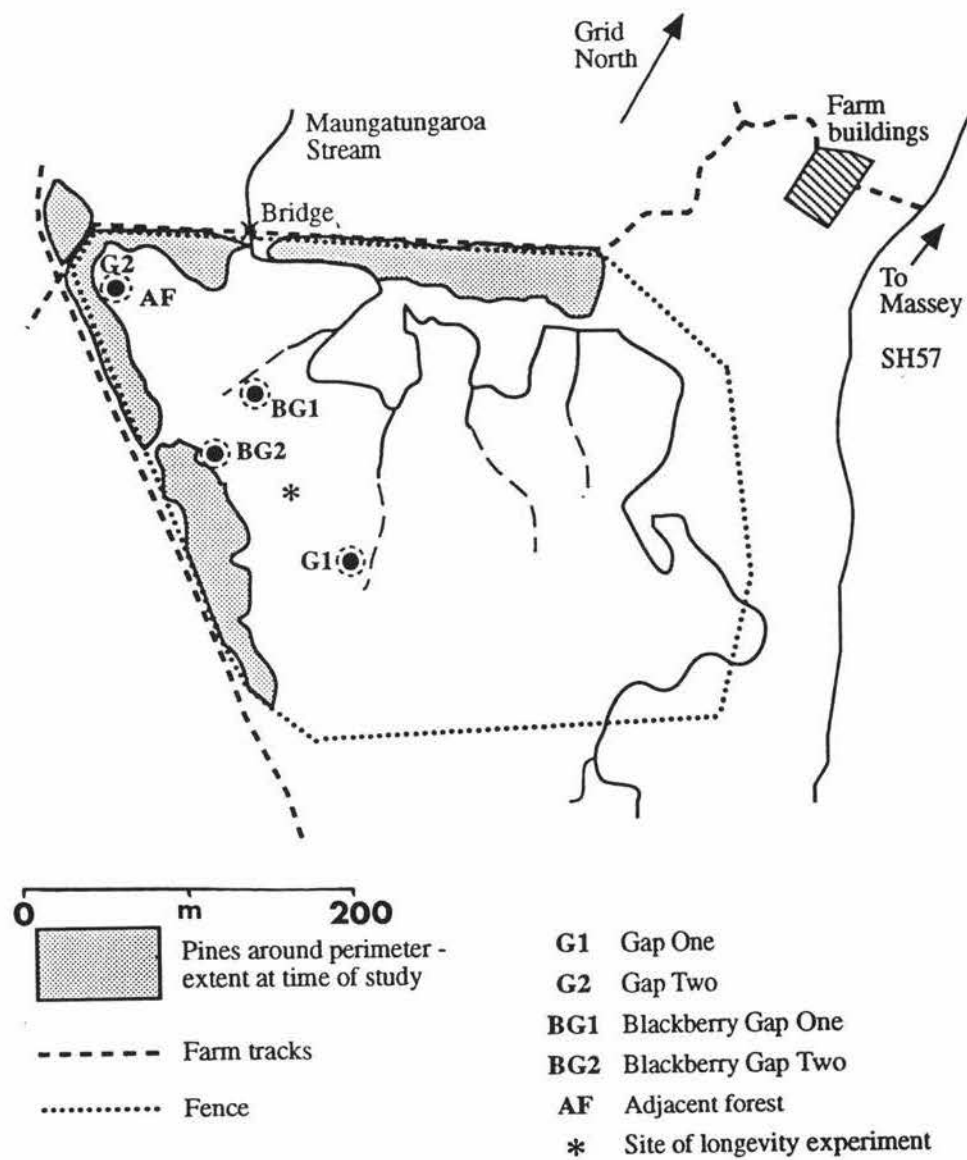 Grid
North
Farm
buildings
Maungatungaroa
Stream
Bridge
G2
AF
To
Massey
SH57
BG1
BG2
*
G1
0 m 200
Pines around perimeter -
extent at time of study
Farm tracks
Fence
G1 Gap One
G2 Gap Two
BG1 Blackberry Gap One
BG2 Blackberry Gap Two
AF Adjacent forest
* Site of longevity experiment